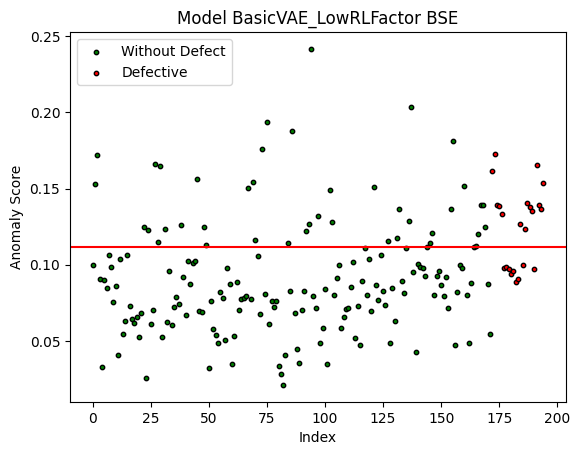 Model BasicVAE_LowRLFactor BSE
Without Defect
Defective
0.25
0.20
0.15
0.10
0.05
Anomaly Score
0
25
50
75
100
125
150
175
200
Index